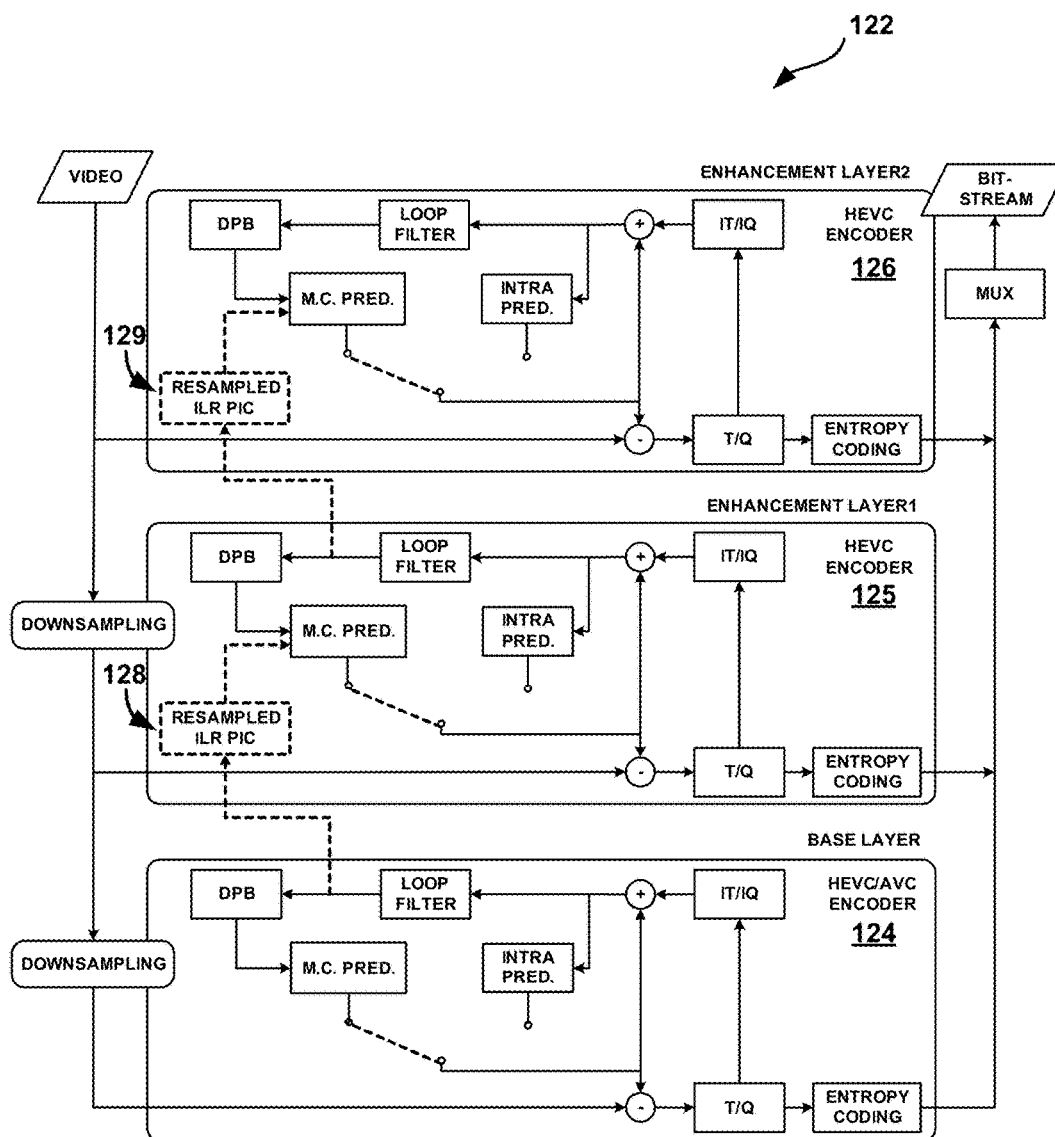 122
VIDEO
ENHANCEMENT LAYER2
BIT-
STREAM
DPB
LOOP
FILTER
+
IT/IQ
HEVC
ENCODER
126
MUX
M.C. PRED.
INTRA
PRED.
129
RESAMPLED
ILR PIC
-
T/Q
ENTROPY
CODING
ENHANCEMENT LAYER1
DPB
LOOP
FILTER
+
IT/IQ
HEVC
ENCODER
125
DOWNSAMPLING
M.C. PRED.
INTRA
PRED.
128
RESAMPLED
ILR PIC
-
T/Q
ENTROPY
CODING
BASE LAYER
DPB
LOOP
FILTER
+
IT/IQ
HEVC/AVC
ENCODER
124
DOWNSAMPLING
M.C. PRED.
INTRA
PRED.
-
T/Q
ENTROPY
CODING